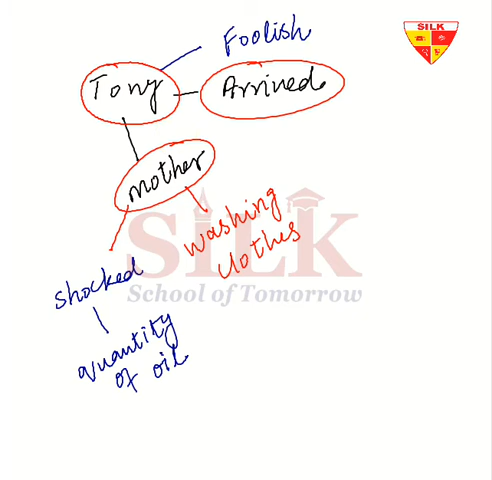 SILK
Foolish
Tony
Arrived
mother
washing
clothes
SILK
School of Tomorrow
shocked
quantity
of oil